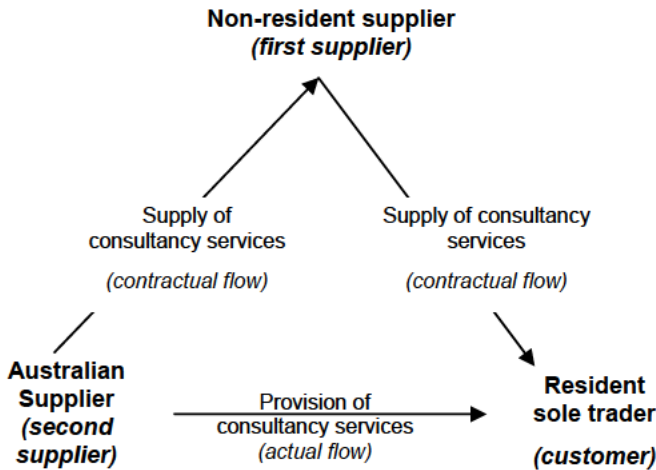 Non-resident supplier
(first supplier)
Supply of
consultancy services
(contractual flow)
Supply of consultancy
services
(contractual flow)
Australian
Supplier
(second
supplier)
Provision of
consultancy services
(actual flow)
Resident
sole trader
(customer)